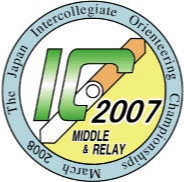 March 2008 The Japan Intercollegiate Orienteering Championships
IC
2007
MIDDLE
& RELAY